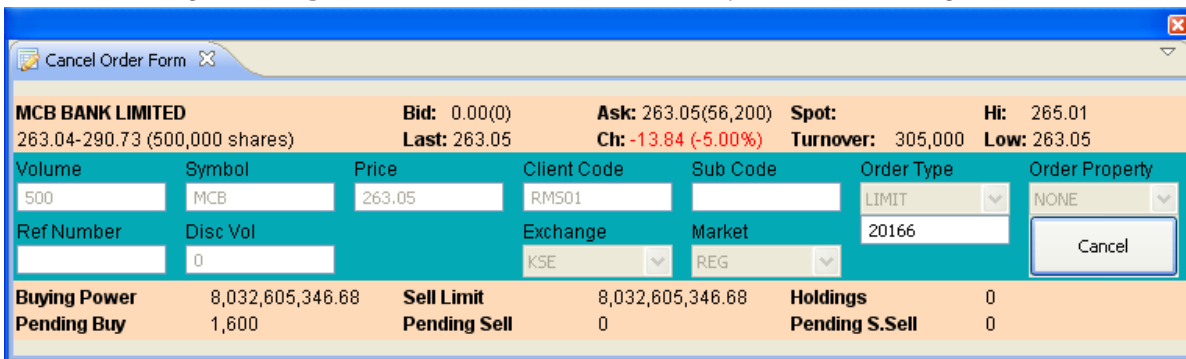 Cancel Order Form
MCB BANK LIMITED Bid: 0.00(0) Ask: 263.05(56,200) Spot: Hi: 265.01
263.04-290.73 (500,000 shares) Last: 263.05 Ch: -13.84 (-5.00%) Turnover: 305,000 Low: 263.05
Volume Symbol Price Client Code Sub Code Order Type Order Property
500 MCB 263.05 RMS01 LIMIT NONE
Ref Number Disc Vol Exchange Market 20166 Cancel
0 KSE REG
Buying Power 8,032,605,346.68 Sell Limit 8,032,605,346.68 Holdings 0
Pending Buy 1,600 Pending Sell 0 Pending S.Sell 0